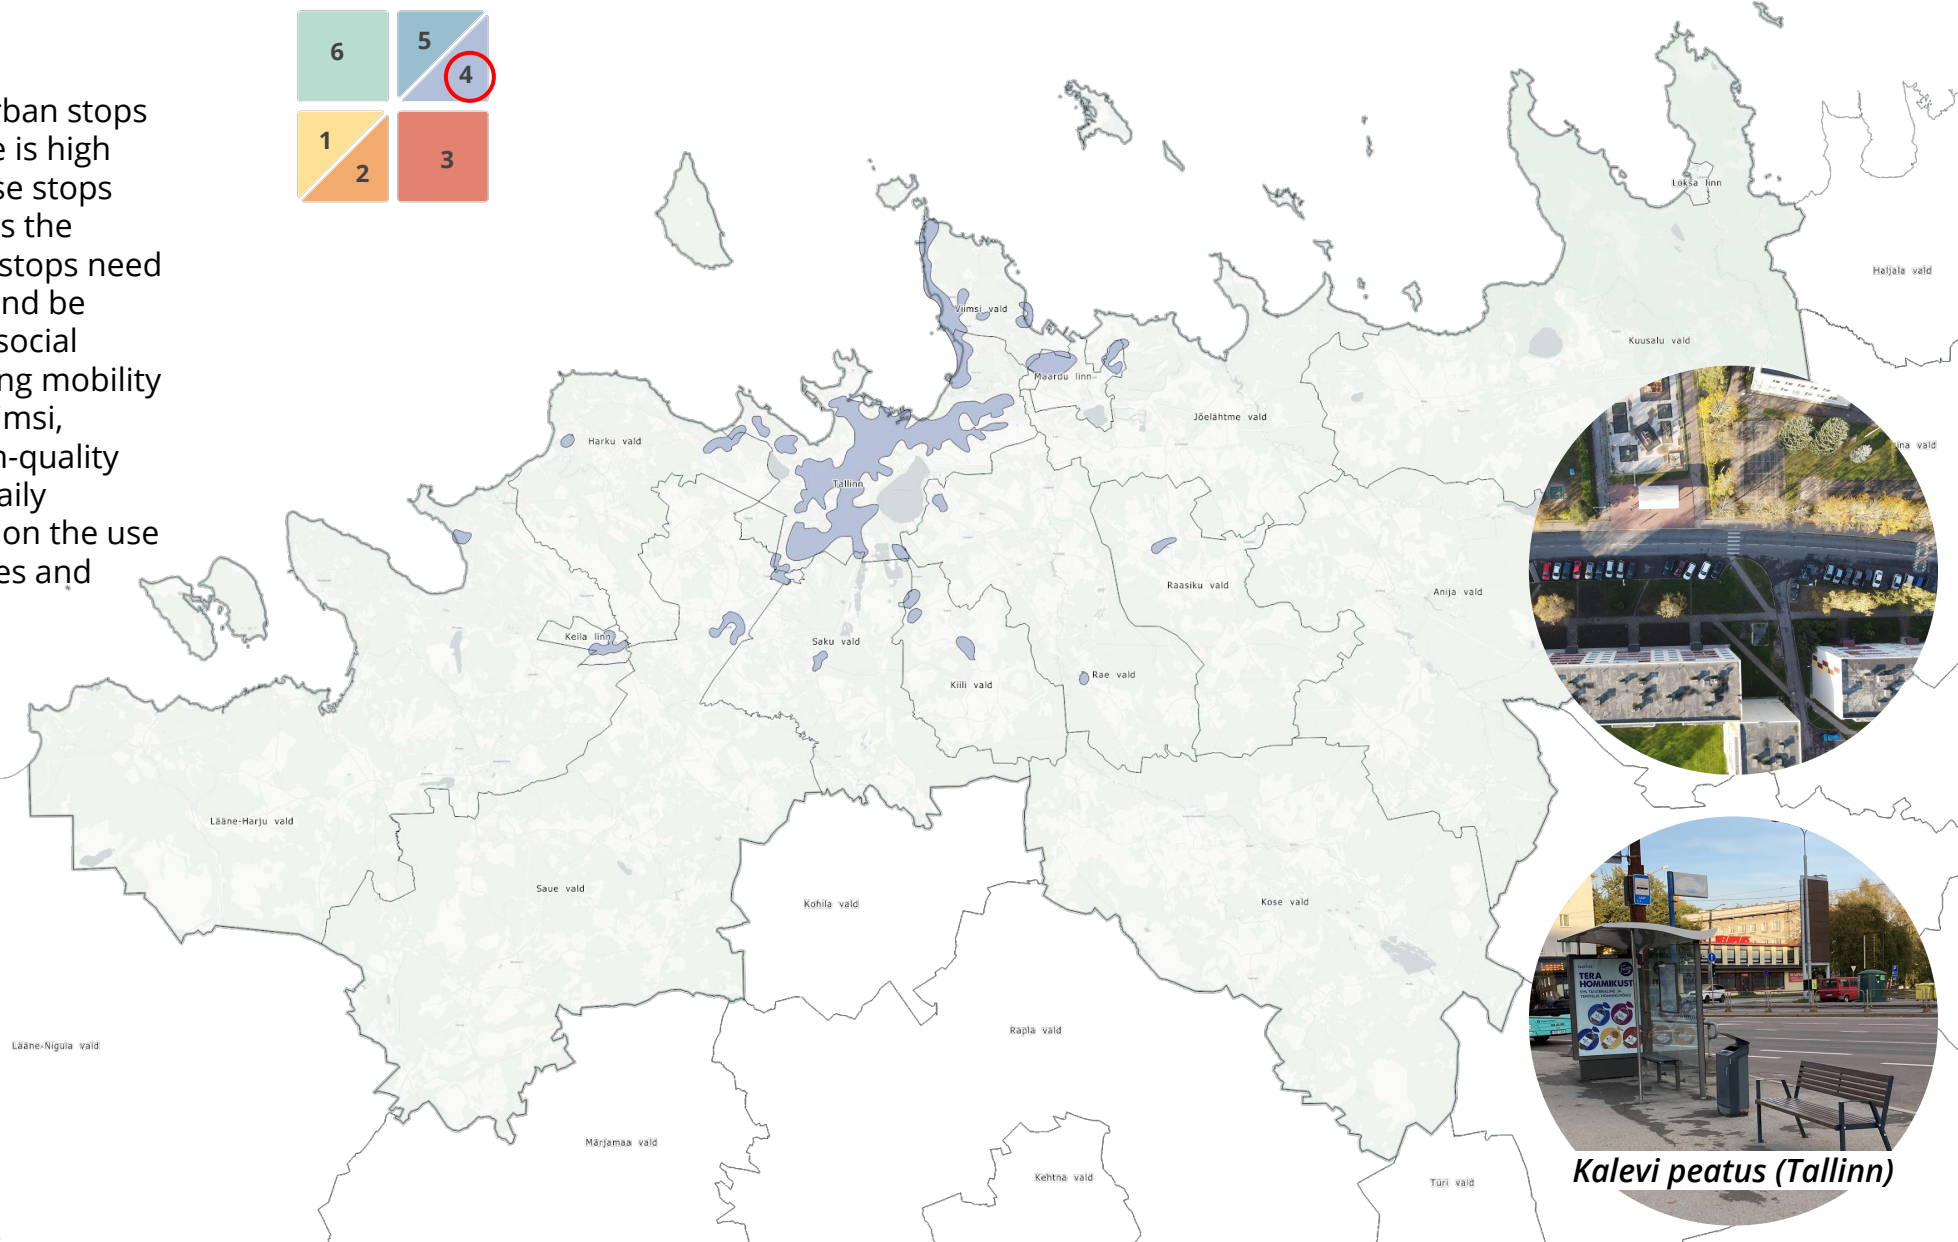 6
5
4
1
2
3
rban stops
e is high
se stops
s the
stops need
nd be
social
ng mobility
imsi,
n-quality
aily
on the use
es and
Loksa linn
Haljala vald
Viimsi vald
Kuusalu vald
Maardu linn
Jõelähtme vald
Harku vald
ina vald
Tallinn
Raasiku vald
Anija vald
Keila linn
Saku vald
Kiili vald
Rae vald
Lääne-Harju vald
Saue vald
Kohila vald
Kose vald
Rapla vald
Lääne-Nigula vald
Märjamaa vald
Kehtna vald
Türi vald
TERA
HOMMIKUST
Kalevi peatus (Tallinn)